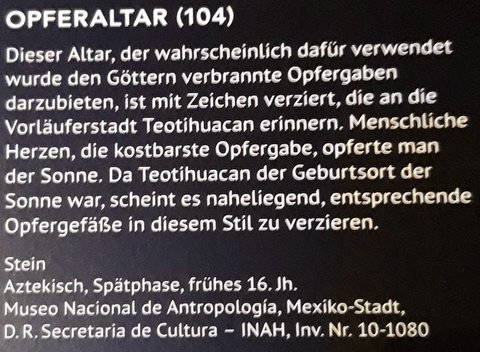 OPFERALTAR (104)
Dieser Altar, der wahrscheinlich dafür verwendet
wurde den Göttern verbrannte Opfergaben
darzubieten, ist mit Zeichen verziert, die an die
Vorläuferstadt Teotihuacan erinnern. Menschliche
Herzen, die kostbarste Opfergabe, opferte man
der Sonne. Da Teotihuacan der Geburtsort der
Sonne war, scheint es naheliegend, entsprechende
Opfergefäße in diesem Stil zu verzieren.
Stein
Aztekisch, Spätphase, frühes 16. Jh.
Museo Nacional de Antropología, Mexiko-Stadt,
D.R. Secretaria de Cultura – INAH, Inv. Nr. 10-1080